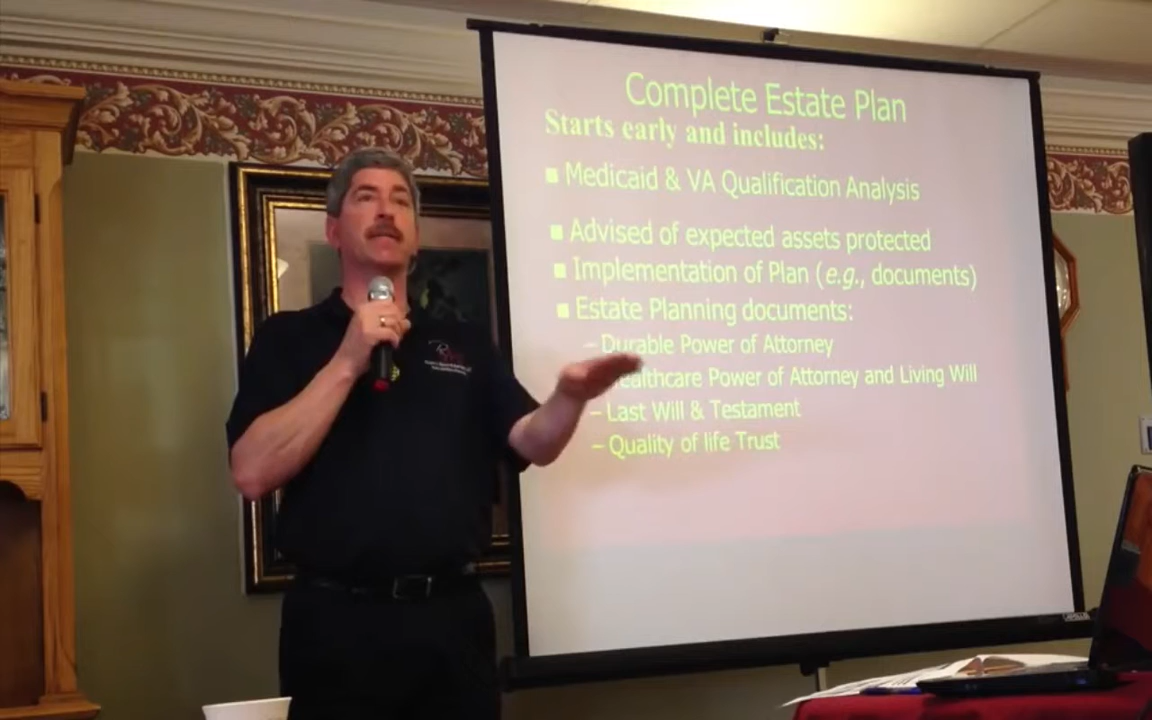 Complete Estate Plan
Starts early and includes:
■ Medicaid & VA Qualification Analysis
■ Advised of expected assets protected
■ Implementation of Plan (e.g., documents)
■ Estate Planning documents:
– Durable Power of Attorney
Healthcare Power of Attorney and Living Will
– Last Will & Testament
– Quality of life Trust